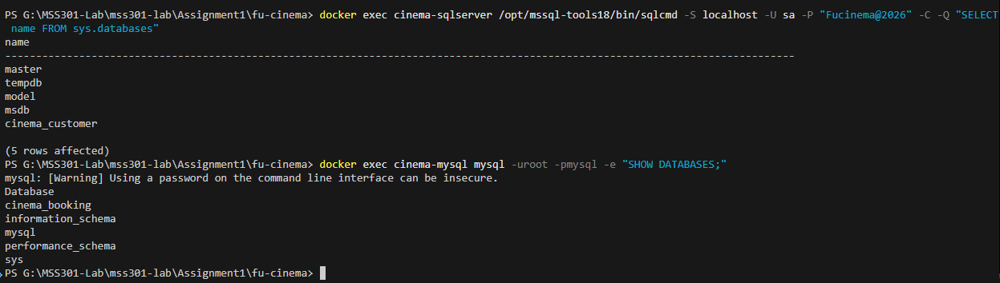 PS G:\MSS301-Lab\mss301-lab\Assignment1\fu-cinema> docker exec cinema-sqlserver /opt/mssql-tools18/bin/sqlcmd -S localhost -U sa -P "Fucinema@2026" -C -Q "SELECT
name FROM sys.databases"
name
--------------------------------------------------------------------------------------------------------------------------------
master
tempdb
model
msdb
cinema_customer
(5 rows affected)
PS G:\MSS301-Lab\mss301-lab\Assignment1\fu-cinema> docker exec cinema-mysql mysql -uroot -pmysql -e "SHOW DATABASES;"
mysql: [Warning] Using a password on the command line interface can be insecure.
Database
cinema_booking
information_schema
mysql
performance_schema
sys
PS G:\MSS301-Lab\mss301-lab\Assignment1\fu-cinema>